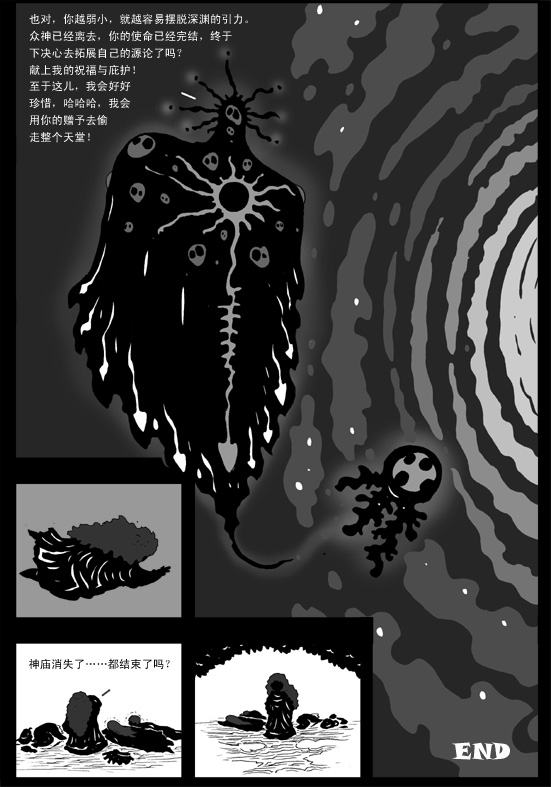 也对，你越弱小，就越容易摆脱深渊的引力。
众神已经离去，你的使命已经完结，终于
下决心去拓展自己的源论了吗？
献上我的祝福与庇护！
至于这儿，我会好好
珍惜，哈哈哈，我会
用你的赠予去偷
走整个天堂！
神庙消失了……都结束了吗？
END